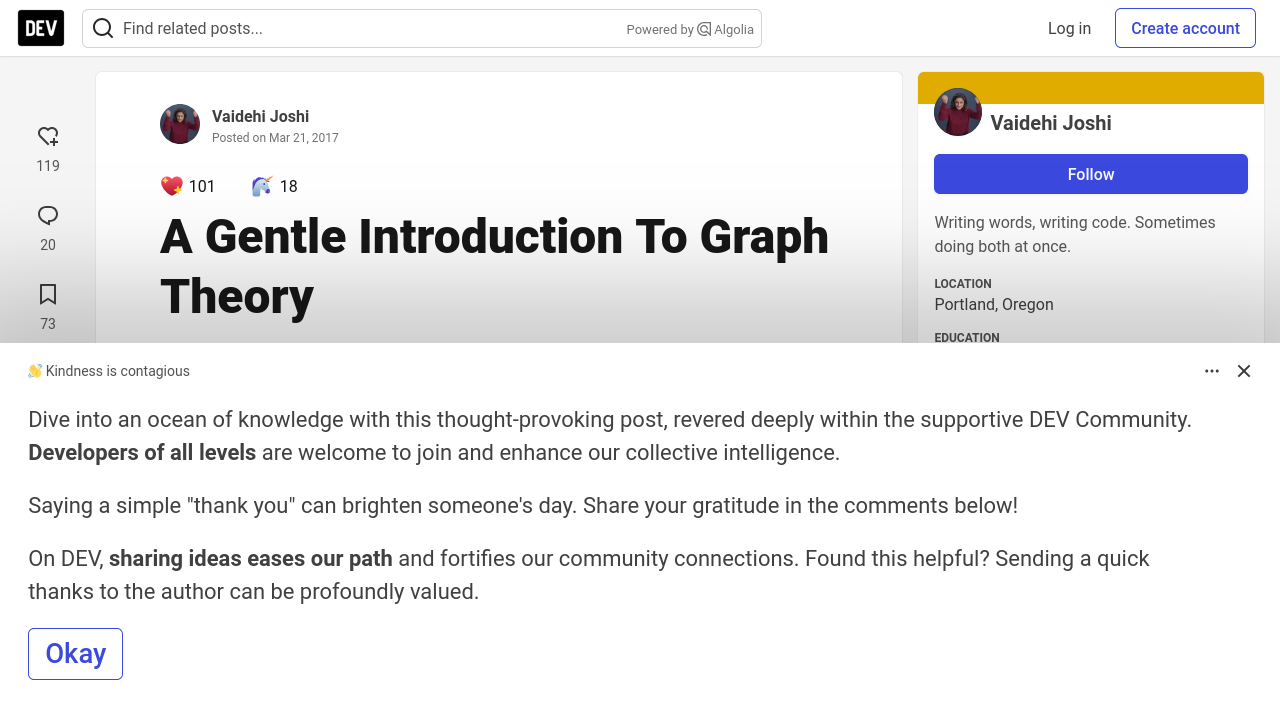 DEV
Find related posts...
Powered by Algolia
Log in
Create account
119
20
73
Vaidehi Joshi
Posted on Mar 21, 2017
101
18
A Gentle Introduction To Graph
Theory
Vaidehi Joshi
Follow
Writing words, writing code. Sometimes
doing both at once.
LOCATION
Portland, Oregon
EDUCATION
Kindness is contagious
Dive into an ocean of knowledge with this thought-provoking post, revered deeply within the supportive DEV Community.
Developers of all levels are welcome to join and enhance our collective intelligence.
Saying a simple "thank you" can brighten someone's day. Share your gratitude in the comments below!
On DEV, sharing ideas eases our path and fortifies our community connections. Found this helpful? Sending a quick
thanks to the author can be profoundly valued.
Okay